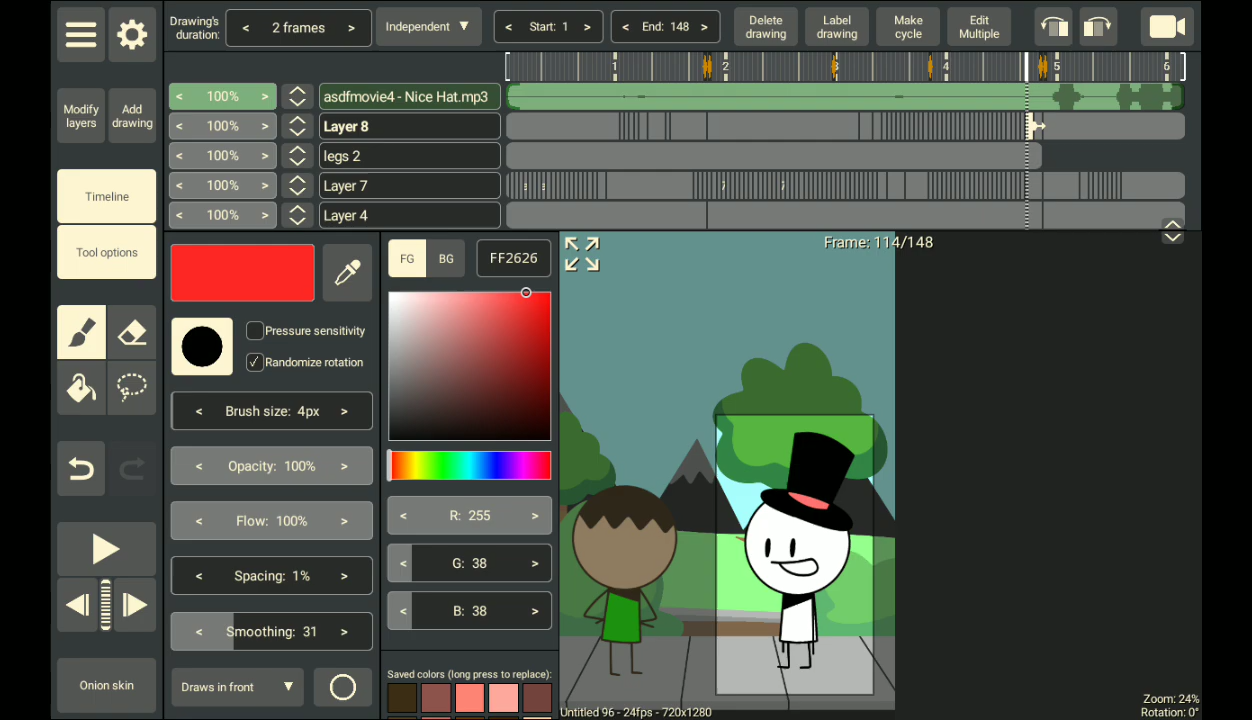 Drawing's duration:
< 2 frames >
Independent ▼
< Start: 1 >
< End: 148 >
Delete drawing
Label drawing
Make cycle
Edit Multiple
1 2 3 4 5 6
Modify layers
Add drawing
< 100% > asdfmovie4 - Nice Hat.mp3
< 100% > Layer 8
< 100% > legs 2
< 100% > Layer 7
< 100% > Layer 4
Timeline
Tool options
Onion skin
Pressure sensitivity
Randomize rotation
< Brush size: 4px >
< Opacity: 100% >
< Flow: 100% >
< Spacing: 1% >
< Smoothing: 31 >
Draws in front ▼
FG BG FF2626
< R: 255 >
< G: 38 >
< B: 38 >
Saved colors (long press to replace):
Frame: 114/148
Untitled 96 - 24fps - 720x1280
Zoom: 24%
Rotation: 0°